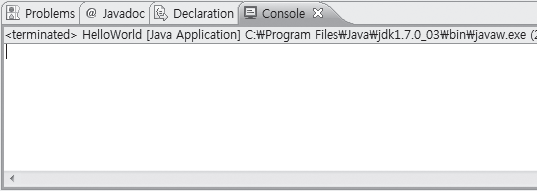 Problems @ Javadoc Declaration Console
<terminated> HelloWorld [Java Application] C:₩Program Files₩Java₩jdk1.7.0_03₩bin₩javaw.exe (2